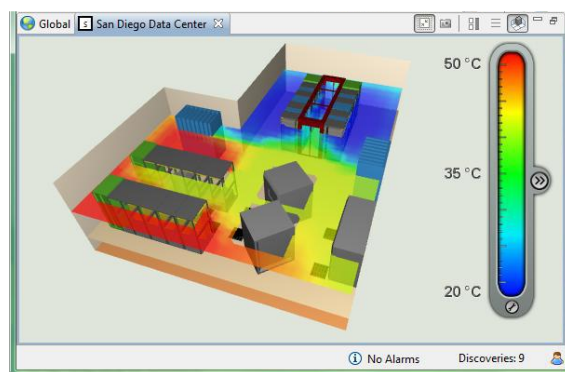 Global
San Diego Data Center
50 °C
35 °C
20 °C
No Alarms
Discoveries: 9